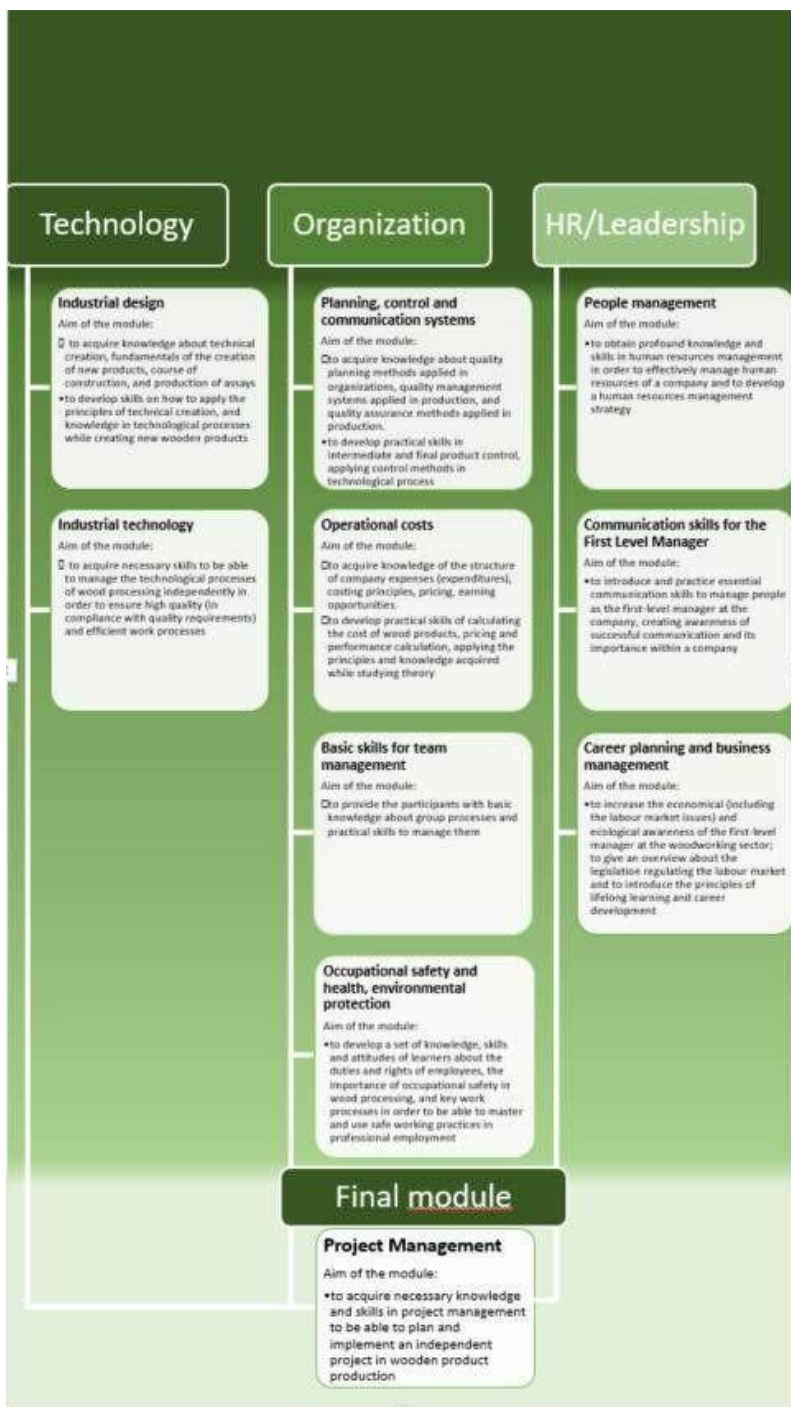 Technology
Industrial design
Aim of the module:
to acquire knowledge about technical
creation, fundamentals of the creation
of new products, course of
construction, and production of assays
•to develop skills on how to apply the
principles of technical creation, and
knowledge in technological processes
while creating new wooden products
Industrial technology
Aim of the module:
to acquire necessary skills to be able
to manage the technological processes
of wood processing independently in
order to ensure high quality (in
compliance with quality requirements)
and efficient work processes
Organization
Planning, control and
communication systems
Aim of the module:
to acquire knowledge about quality
planning methods applied in
organizations, quality management
systems applied in production, and
quality assurance methods applied in
production.
•to develop practical skills in
intermediate and final product control,
applying control methods in
technological process
Operational costs
Aim of the module:
to acquire knowledge of the structure
of company expenses (expenditures),
costing principles, pricing, earning
opportunities.
to develop practical skills of calculating
the cost of wood products, pricing and
performance calculation, applying the
principles and knowledge acquired
while studying theory
Basic skills for team
management
Aim of the module:
to provide the participants with basic
knowledge about group processes and
practical skills to manage them
Occupational safety and
health, environmental
protection
Aim of the module:
•to develop a set of knowledge, skills
and attitudes of learners about the
duties and rights of employees, the
importance of occupational safety in
wood processing, and key work
processes in order to be able to master
and use safe working practices in
professional employment
HR/Leadership
People management
Aim of the module:
•to obtain profound knowledge and
skills in human resources management
in order to effectively manage human
resources of a company and to develop
a human resources management
strategy
Communication skills for the
First Level Manager
Aim of the module:
•to introduce and practice essential
communication skills to manage people
as the first-level manager at the
company, creating awareness of
successful communication and its
importance within a company
Career planning and business
management
Aim of the module:
•to increase the economical (including
the labour market issues) and
ecological awareness of the first-level
manager at the woodworking sector;
to give an overview about the
legislation regulating the labour market
and to introduce the principles of
lifelong learning and career
development
Final module
Project Management
Aim of the module:
•to acquire necessary knowledge
and skills in project management
to be able to plan and
implement an independent
project in wooden product
production